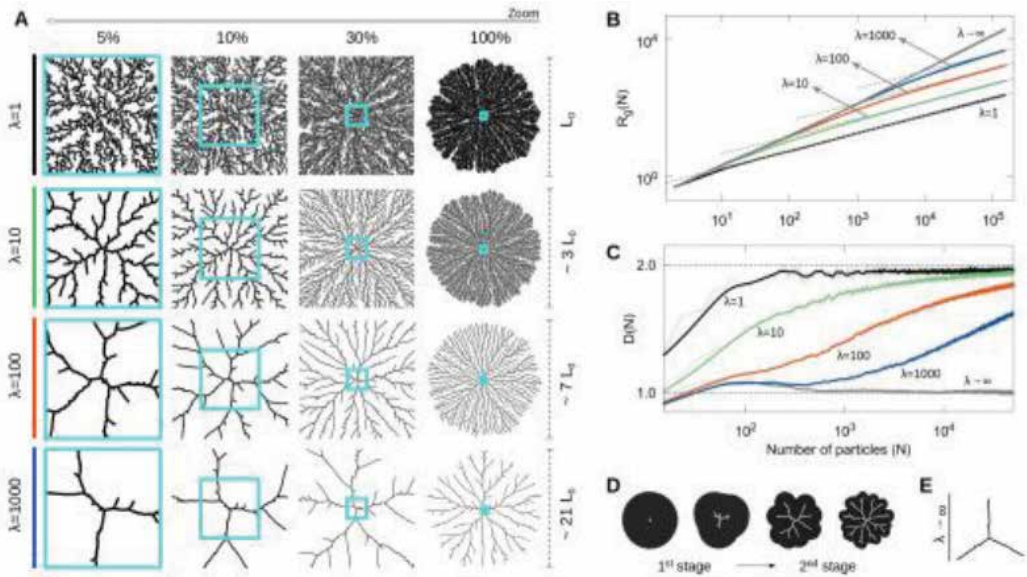 A
Zoom
5% 10% 30% 100%
λ=1
L₀
λ=10
~ 3 L₀
λ=100
~ 7 L₀
λ=1000
~ 21 L₀
B
10⁰
R_g(N)
λ→∞
λ=1000
λ=100
λ=10
λ=1
10¹ 10² 10³ 10⁴ 10⁵
C
2.0
1.0
D(N)
λ=1
λ=10
λ=100
λ=1000
λ→∞
10² 10³ 10⁴
Number of particles (N)
D
1ˢᵗ stage → 2ⁿᵈ stage
E
λ→∞